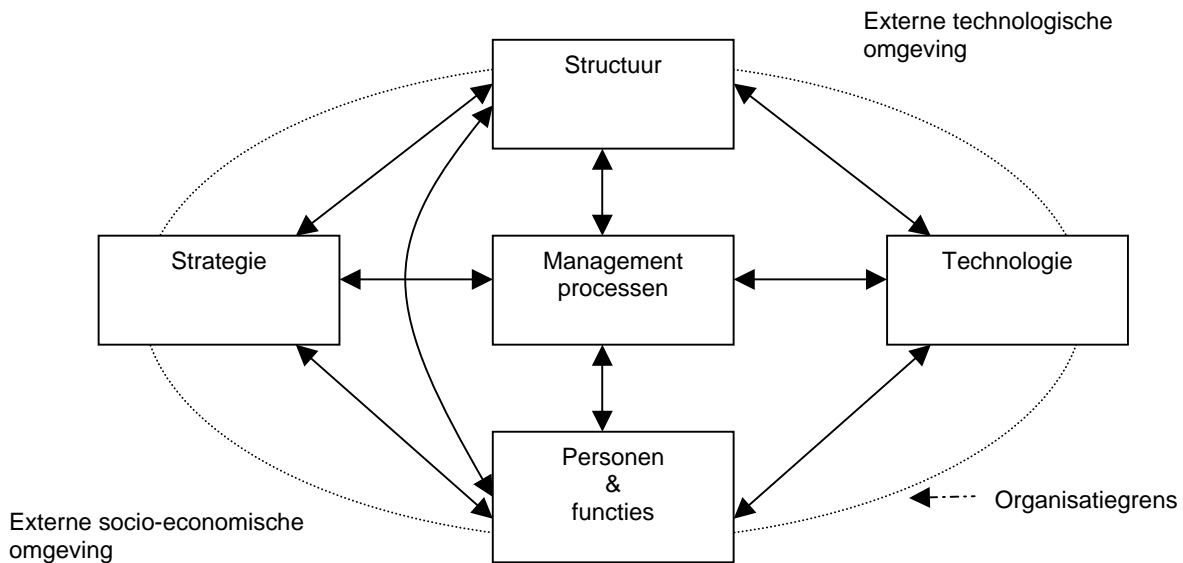 Externe technologische
omgeving
Structuur
Strategie
Management
processen
Technologie
Personen
&
functies
Organisatiegrens
Externe socio-economische
omgeving